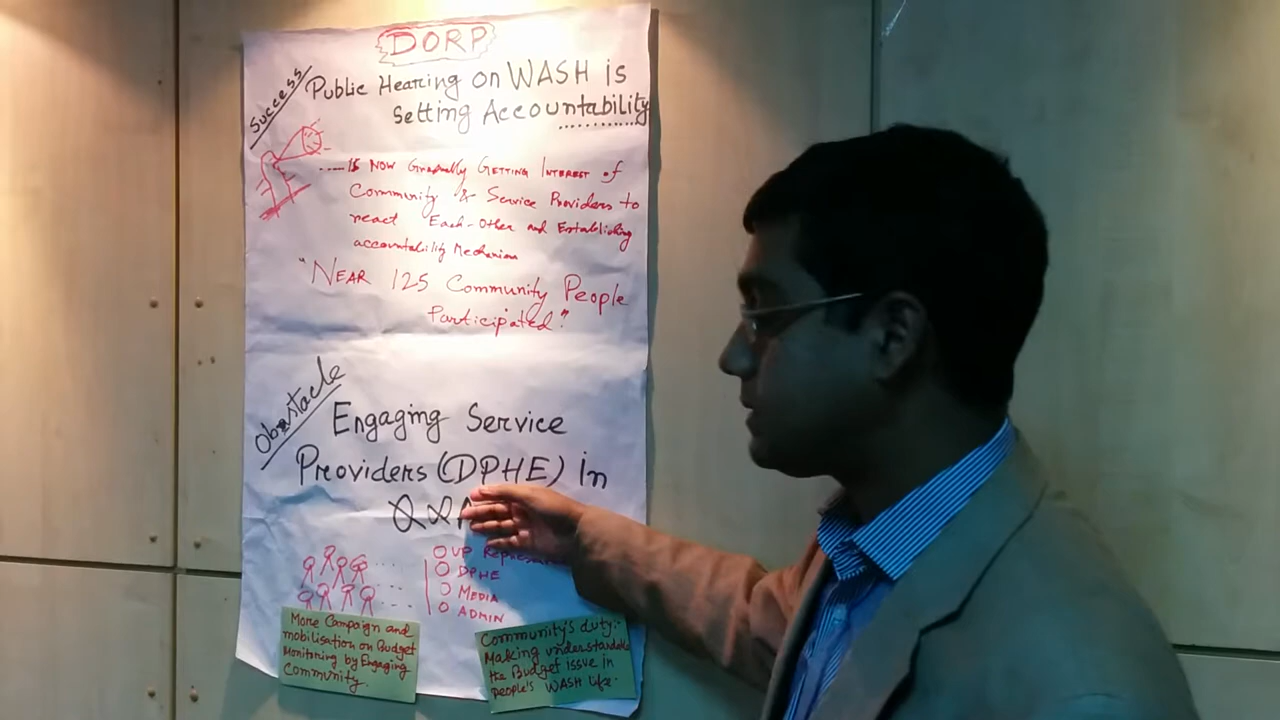 DORP
Success
Public Hearing on WASH is
Setting Accountability
.... Is Now Gradually Getting Interest of
Community & Service Providers to
react Each-Other and Establishing
accountability Mechanism
"Near 125 Community People
Participated."
Obstacle
Engaging Service
Providers (DPHE) in
Q & A
UP
DPHE
Media
Admin
More Campaign and
mobilisation on Budget
Monitoring by Engaging
Community.
Community's duty:-
Making understandable
the Budget issue in
people's WASH life.